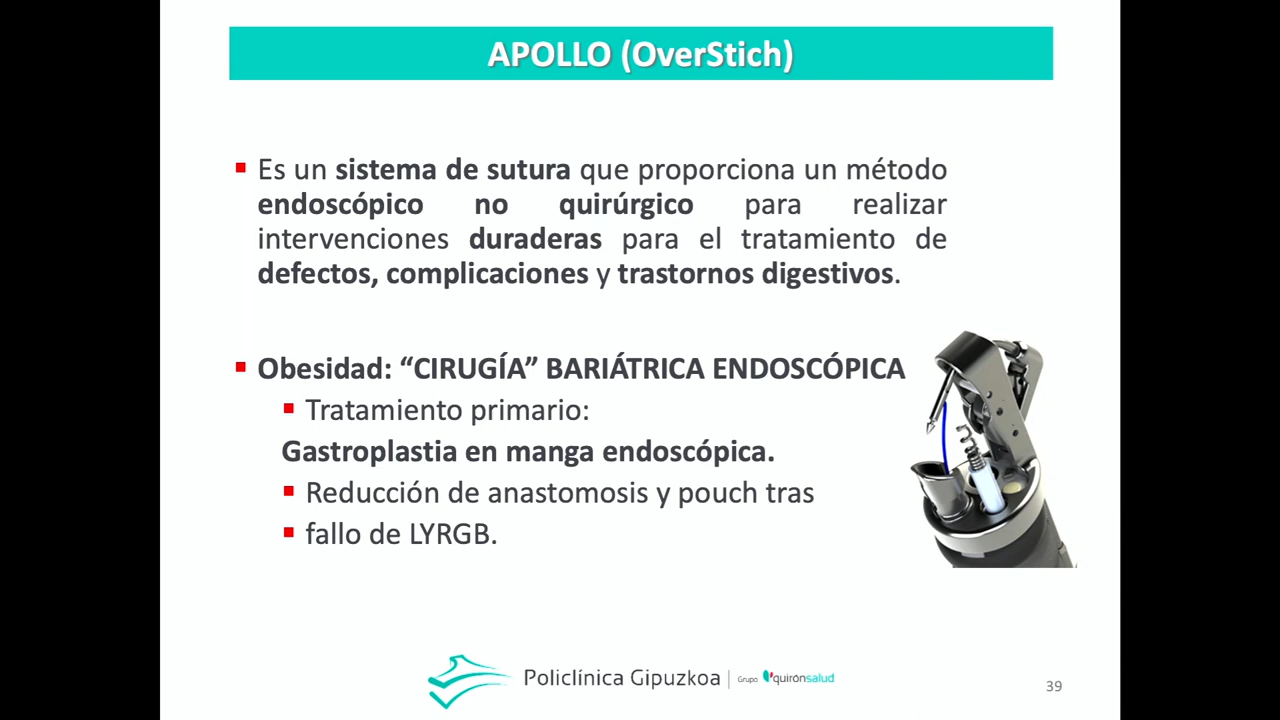 APOLLO (OverStich)
Es un sistema de sutura que proporciona un método
endoscópico no quirúrgico para realizar
intervenciones duraderas para el tratamiento de
defectos, complicaciones y trastornos digestivos.
Obesidad: “CIRUGÍA” BARIÁTRICA ENDOSCÓPICA
Tratamiento primario:
Gastroplastia en manga endoscópica.
Reducción de anastomosis y pouch tras
fallo de LYRGB.
Policlínica Gipuzkoa | Grupo quirónsalud
39